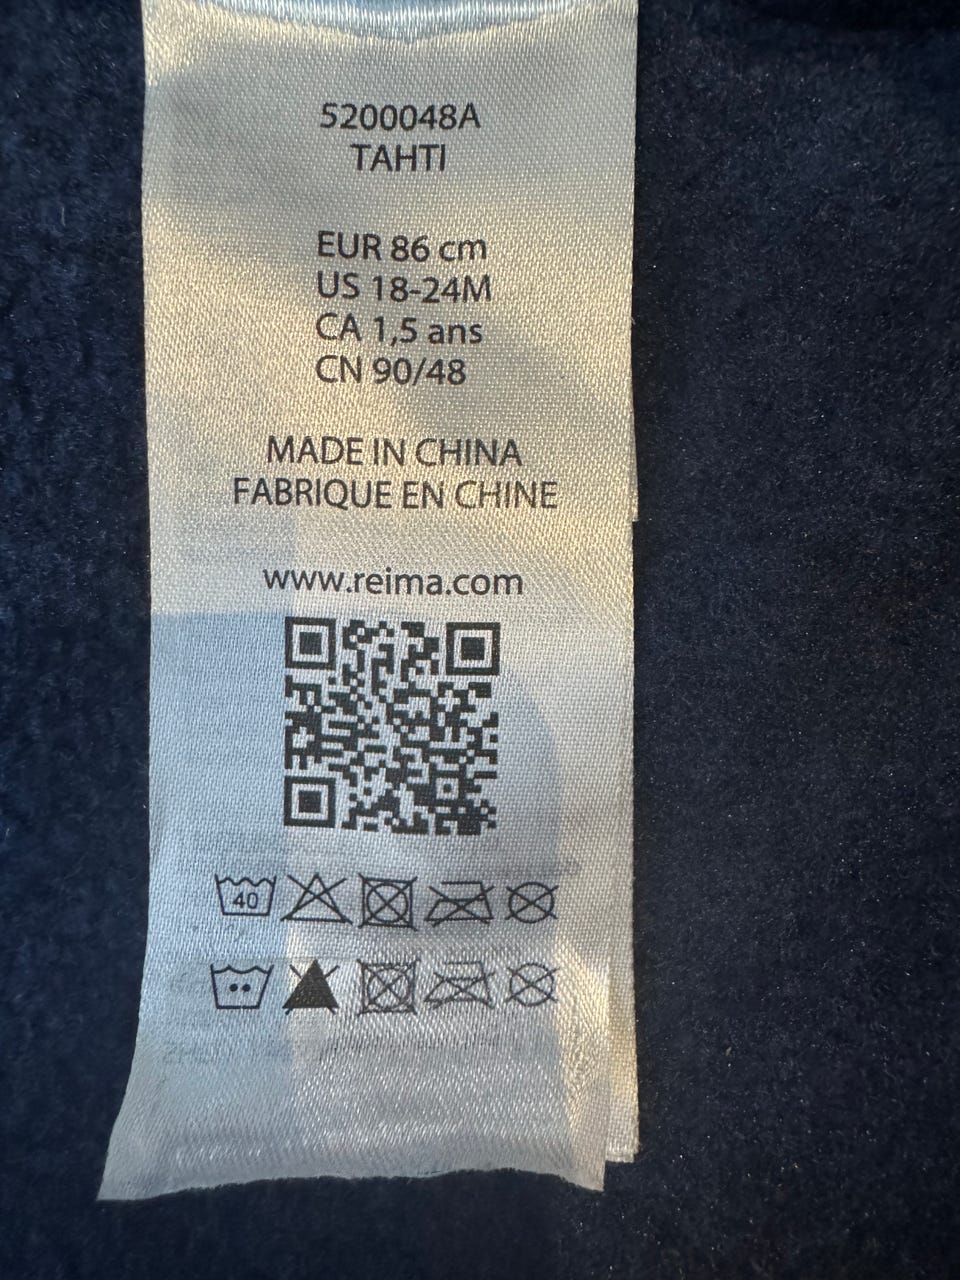 5200048A
TAHTI
EUR 86 cm
US 18-24M
CA 1,5 ans
CN 90/48
MADE IN CHINA
FABRIQUE EN CHINE
www.reima.com
40